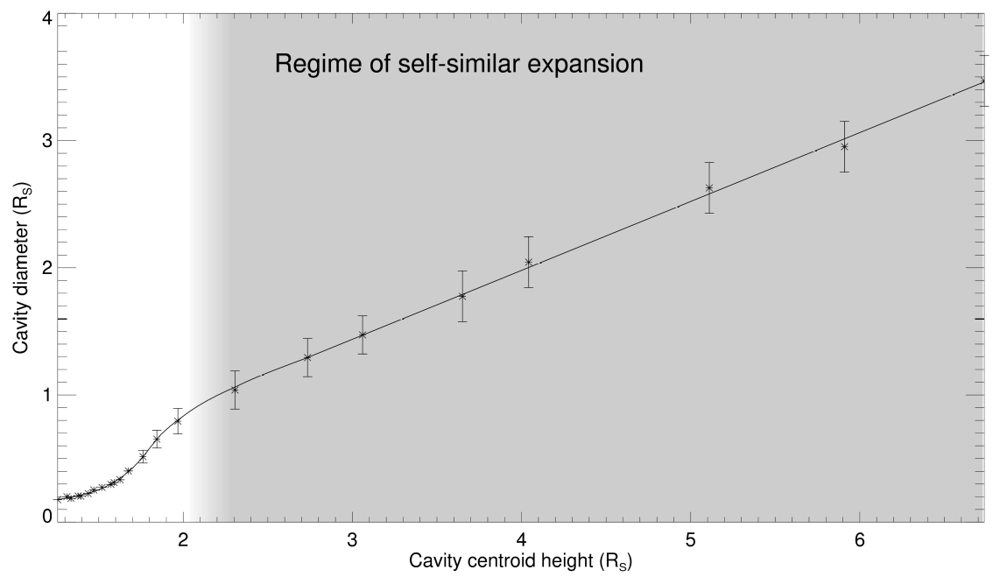 Regime of self-similar expansion
4
3
2
1
0
Cavity diameter (R_S)
2 3 4 5 6
Cavity centroid height (R_S)